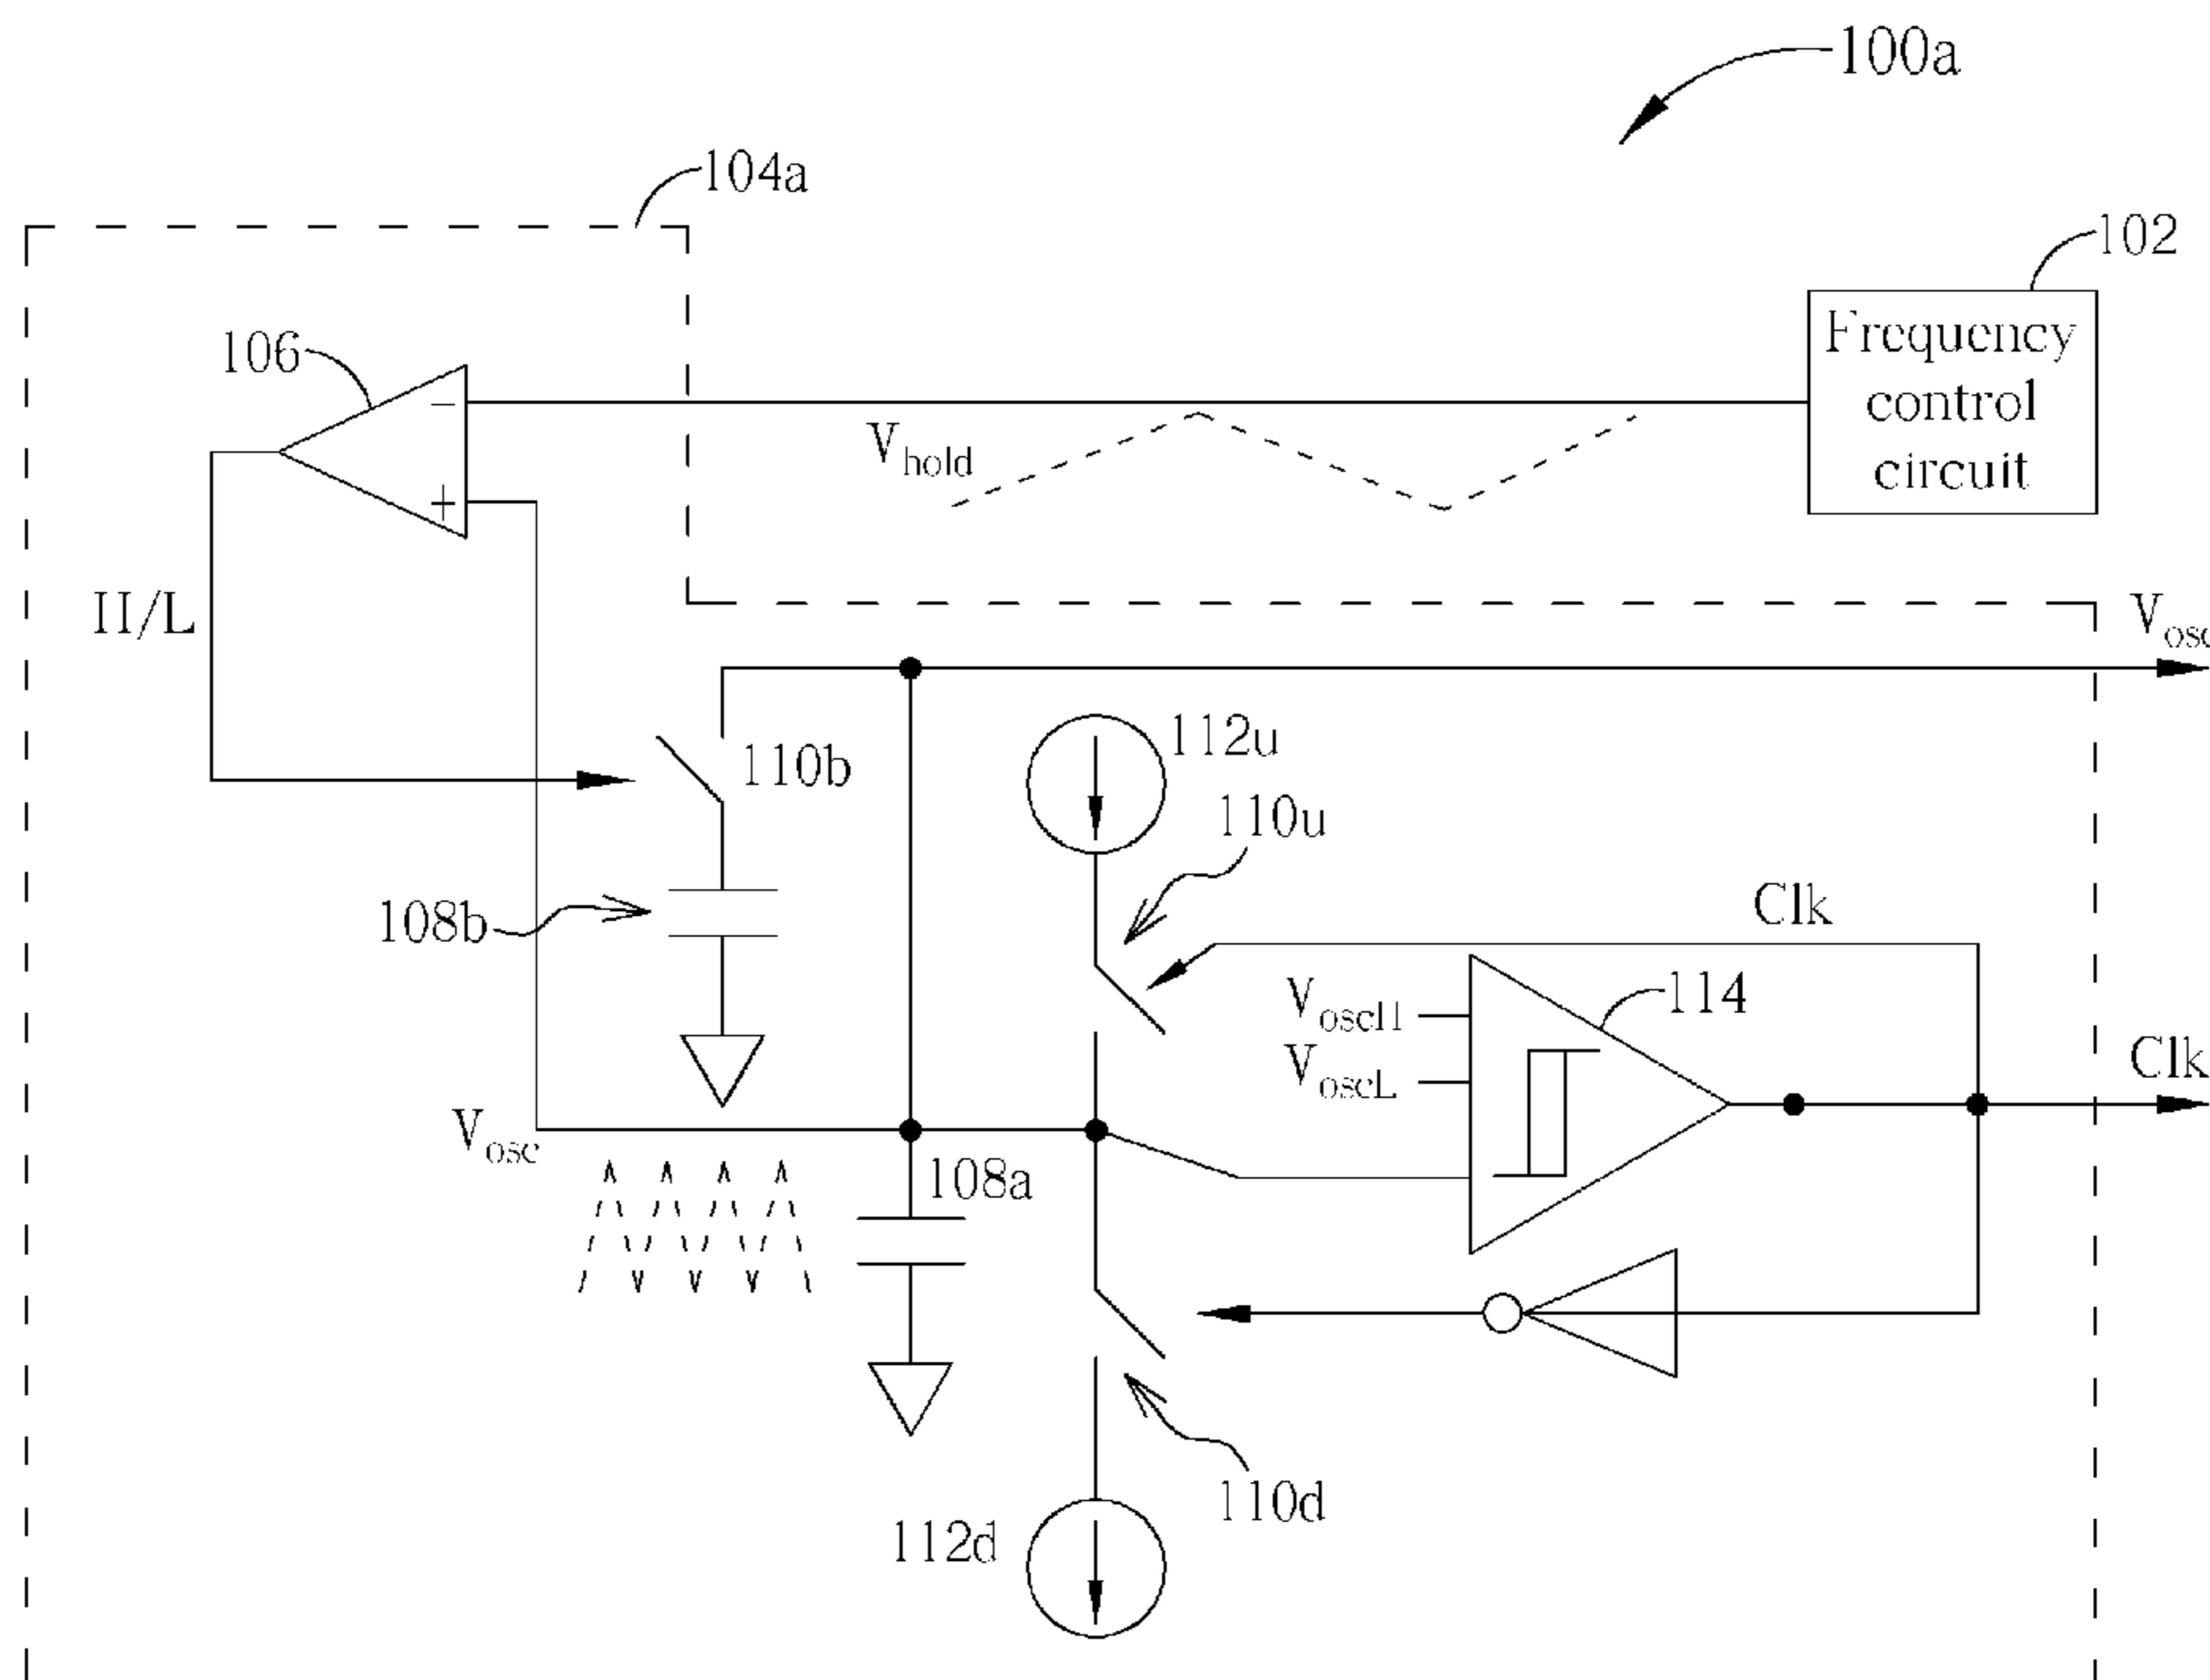 100a
104a
102
Frequency
control
circuit
106
−
+
Vhold
H/L
Vosc
110b
112u
110u
108b
Clk
VoscH
VoscL
114
Clk
Vosc
108a
110d
112d